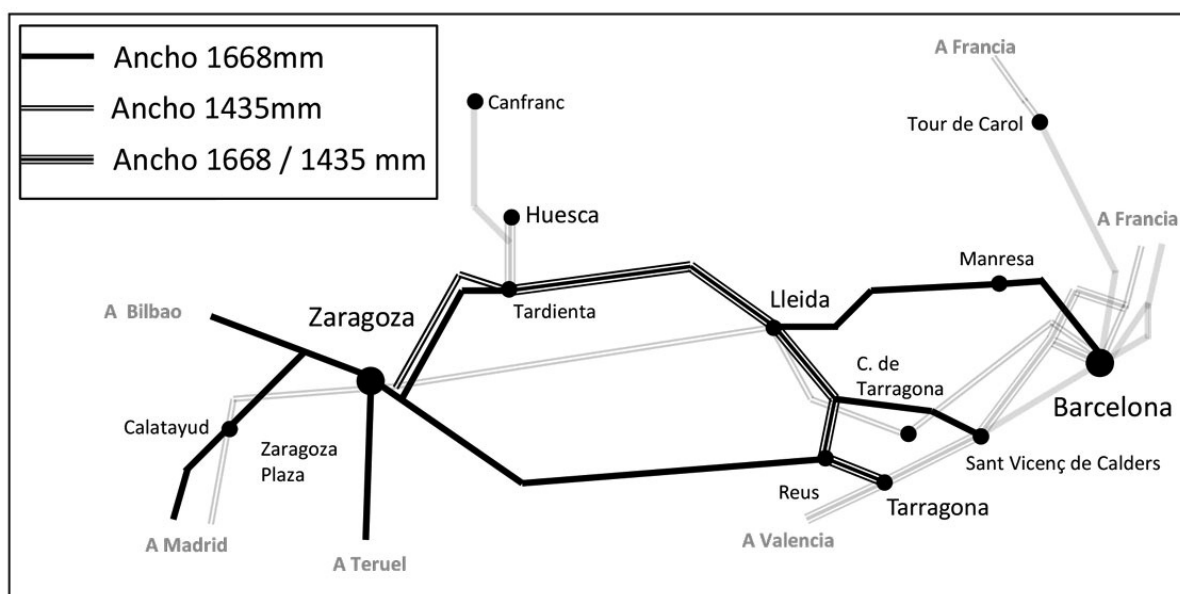 Ancho 1668mm
Ancho 1435mm
Ancho 1668 / 1435 mm
A Francia
Canfranc
Tour de Carol
Huesca
A Francia
Manresa
Tardienta
Lleida
A Bilbao
Zaragoza
C. de
Tarragona
Barcelona
Calatayud
Zaragoza
Plaza
Sant Vicenç de Calders
Reus
Tarragona
A Madrid
A Teruel
A Valencia